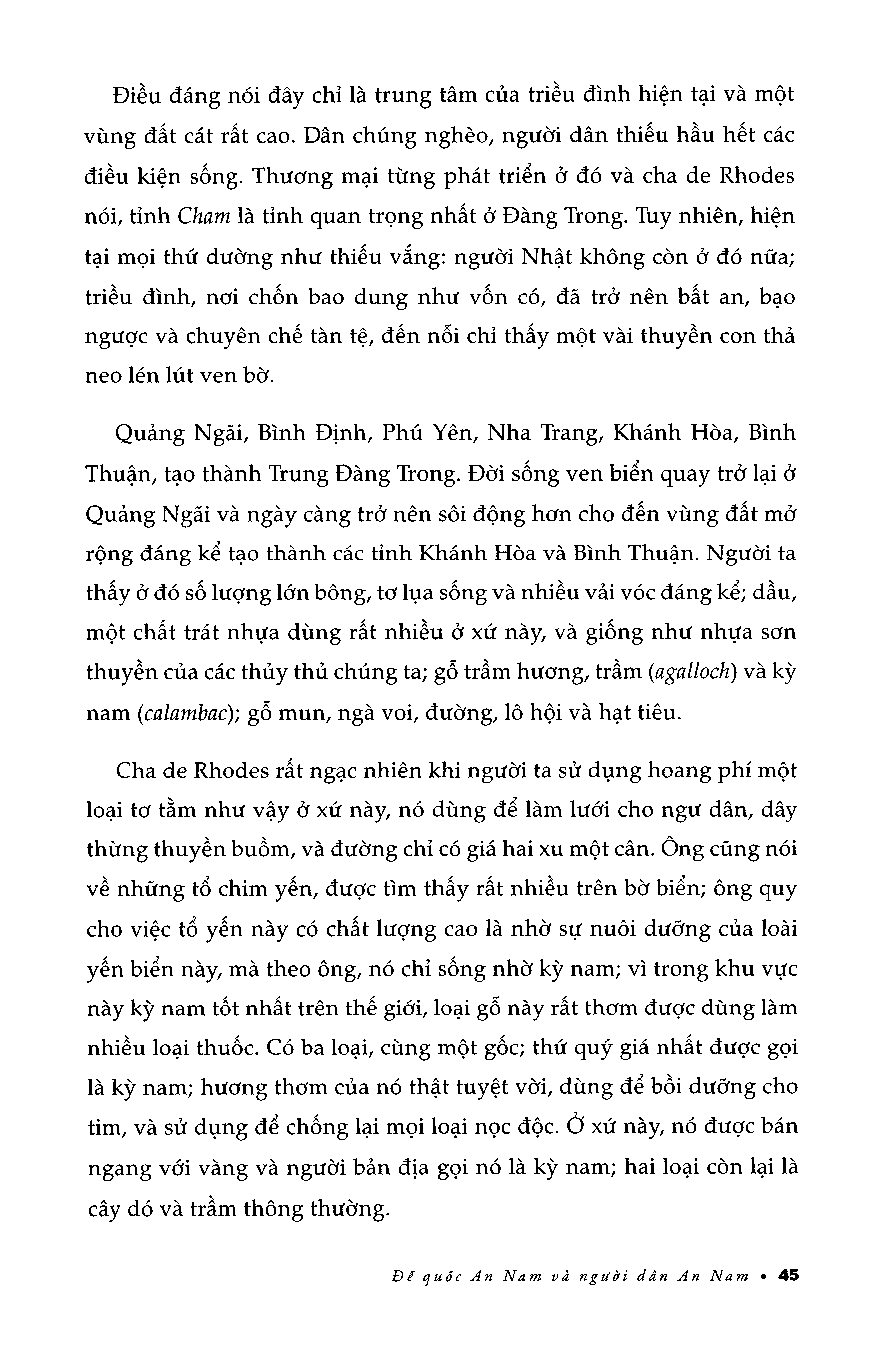 Điều đáng nói đây chỉ là trung tâm của triều đình hiện tại và một
vùng đất cát rất cao. Dân chúng nghèo, người dân thiếu hầu hết các
điều kiện sống. Thương mại từng phát triển ở đó và cha de Rhodes
nói, tỉnh Cham là tỉnh quan trọng nhất ở Đàng Trong. Tuy nhiên, hiện
tại mọi thứ dường như thiếu vắng: người Nhật không còn ở đó nữa;
triều đình, nơi chốn bao dung như vốn có, đã trở nên bất an, bạo
ngược và chuyên chế tàn tệ, đến nỗi chỉ thấy một vài thuyền con thả
neo lén lút ven bờ.
Quảng Ngãi, Bình Định, Phú Yên, Nha Trang, Khánh Hòa, Bình
Thuận, tạo thành Trung Đàng Trong. Đời sống ven biển quay trở lại ở
Quảng Ngãi và ngày càng trở nên sôi động hơn cho đến vùng đất mở
rộng đáng kể tạo thành các tỉnh Khánh Hòa và Bình Thuận. Người ta
thấy ở đó số lượng lớn bông, tơ lụa sống và nhiều vải vóc đáng kể; dầu,
một chất trát nhựa dùng rất nhiều ở xứ này, và giống như nhựa sơn
thuyền của các thủy thủ chúng ta; gỗ trầm hương, trầm (agalloch) và kỳ
nam (calambac); gỗ mun, ngà voi, đường, lô hội và hạt tiêu.
Cha de Rhodes rất ngạc nhiên khi người ta sử dụng hoang phí một
loại tơ tằm như vậy ở xứ này, nó dùng để làm lưới cho ngư dân, dây
thừng thuyền buồm, và đường chỉ có giá hai xu một cân. Ông cũng nói
về những tổ chim yến, được tìm thấy rất nhiều trên bờ biển; ông quy
cho việc tổ yến này có chất lượng cao là nhờ sự nuôi dưỡng của loài
yến biển này, mà theo ông, nó chỉ sống nhờ kỳ nam; vì trong khu vực
này kỳ nam tốt nhất trên thế giới, loại gỗ này rất thơm được dùng làm
nhiều loại thuốc. Có ba loại, cùng một gốc; thứ quý giá nhất được gọi
là kỳ nam; hương thơm của nó thật tuyệt vời, dùng để bồi dưỡng cho
tim, và sử dụng để chống lại mọi loại nọc độc. Ở xứ này, nó được bán
ngang với vàng và người bản địa gọi nó là kỳ nam; hai loại còn lại là
cây dó và trầm thông thường.
Đế quốc An Nam và người dân An Nam • 45